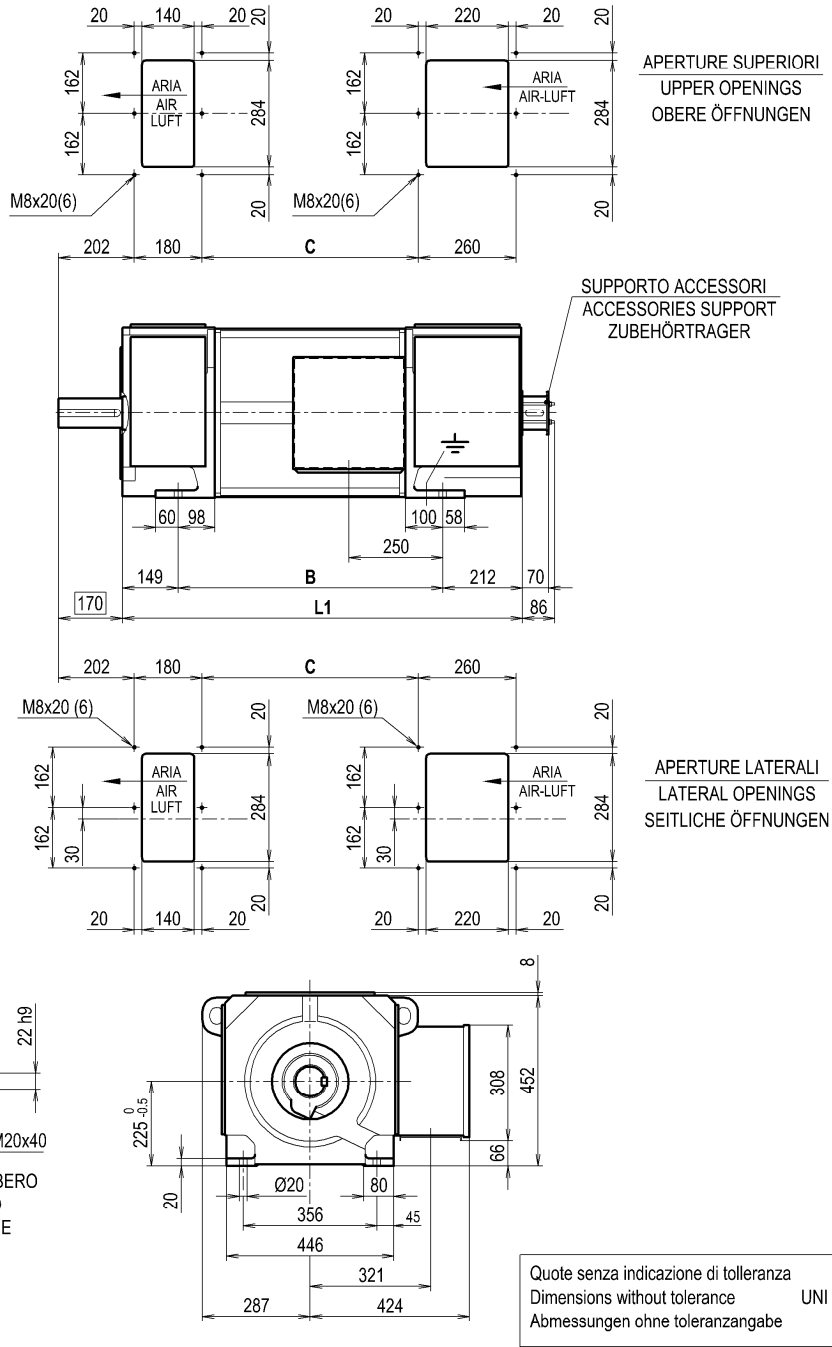 20 140 20 20 20 220 20 20
162 162 284 20
ARIA
AIR
LUFT
162 162 284 20
ARIA
AIR-LUFT
APERTURE SUPERIORI
UPPER OPENINGS
OBERE ÖFFNUNGEN
M8x20(6) M8x20(6)
202 180 C 260
SUPPORTO ACCESSORI
ACCESSORIES SUPPORT
ZUBEHÖRTRAGER
60 98 100 58
250
149 B 212 70
170 L1 86
202 180 C 260
M8x20 (6) M8x20 (6)
20 20
162 162 30 284 20
ARIA
AIR
LUFT
162 162 30 284 20
ARIA
AIR-LUFT
APERTURE LATERALI
LATERAL OPENINGS
SEITLICHE ÖFFNUNGEN
20 140 20 20 220 20
8
22 h9
308 452
225 0 -0.5
M20x40
66
BERO
E
20 Ø20 80
356 45
446
321
287 424
Quote senza indicazione di tolleranza
Dimensions without tolerance UNI
Abmessungen ohne toleranzangabe